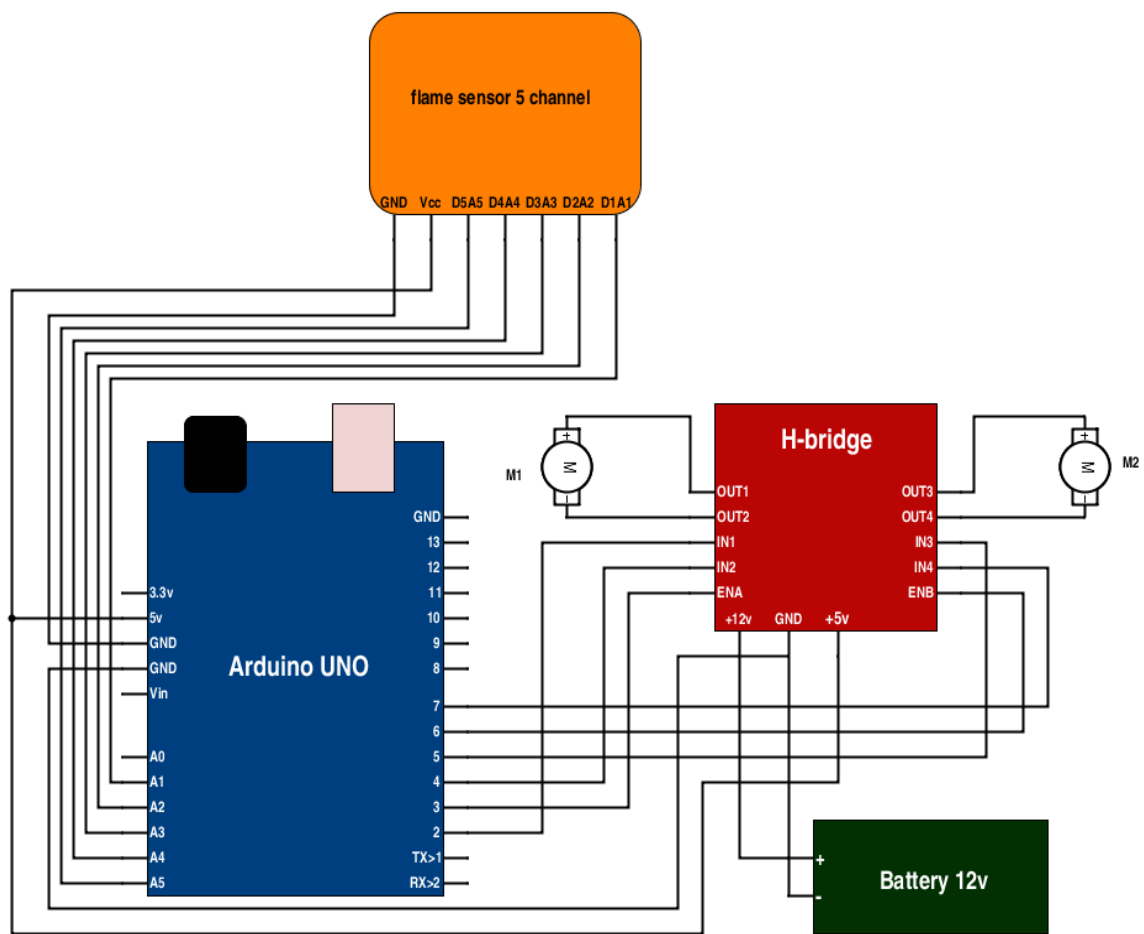 flame sensor 5 channel
GND Vcc D5A5 D4A4 D3A3 D2A2 D1A1
H-bridge
M1
+
M
-
+
M
-
M2
OUT1
OUT2
IN1
IN2
ENA
OUT3
OUT4
IN3
IN4
ENB
+12v GND +5v
Arduino UNO
3.3v
5v
GND
GND
Vin
A0
A1
A2
A3
A4
A5
GND
13
12
11
10
9
8
7
6
5
4
3
2
TX>1
RX>2
+
-
Battery 12v